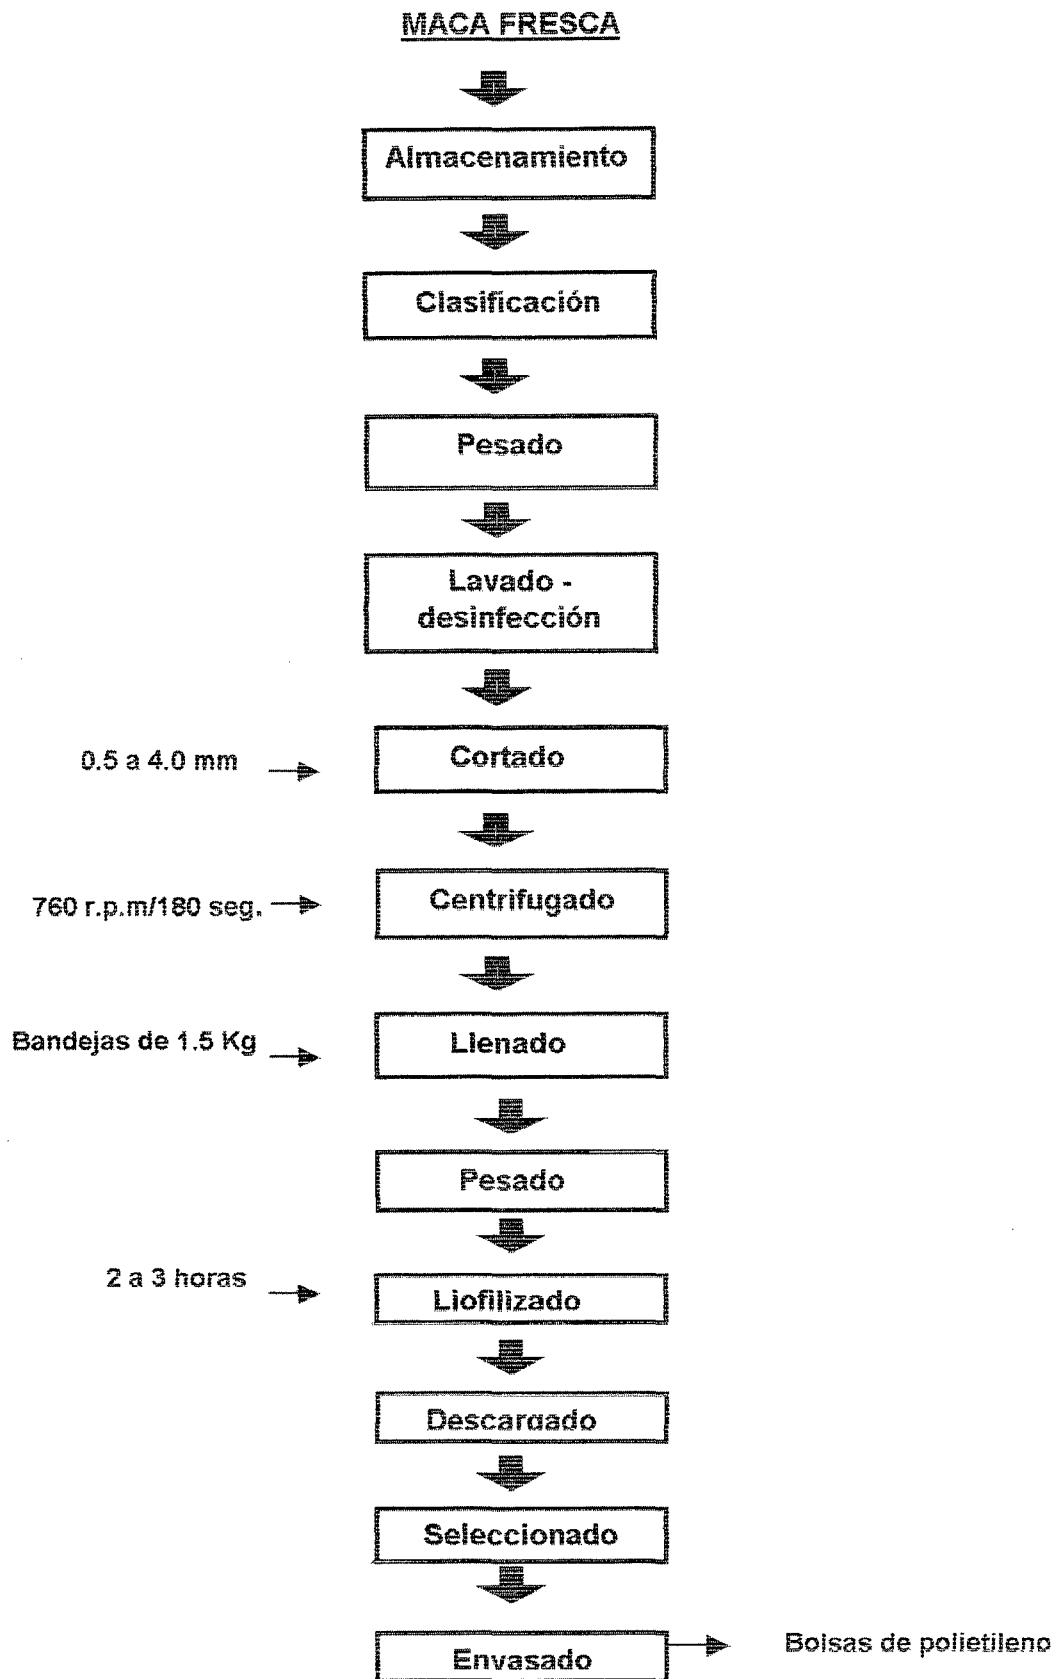 MACA FRESCA
Almacenamiento
Clasificación
Pesado
Lavado -
desinfección
0.5 a 4.0 mm
Cortado
760 r.p.m/180 seg.
Centrifugado
Bandejas de 1.5 Kg
Llenado
Pesado
2 a 3 horas
Liofilizado
Descargado
Seleccionado
Envasado
Bolsas de polietileno